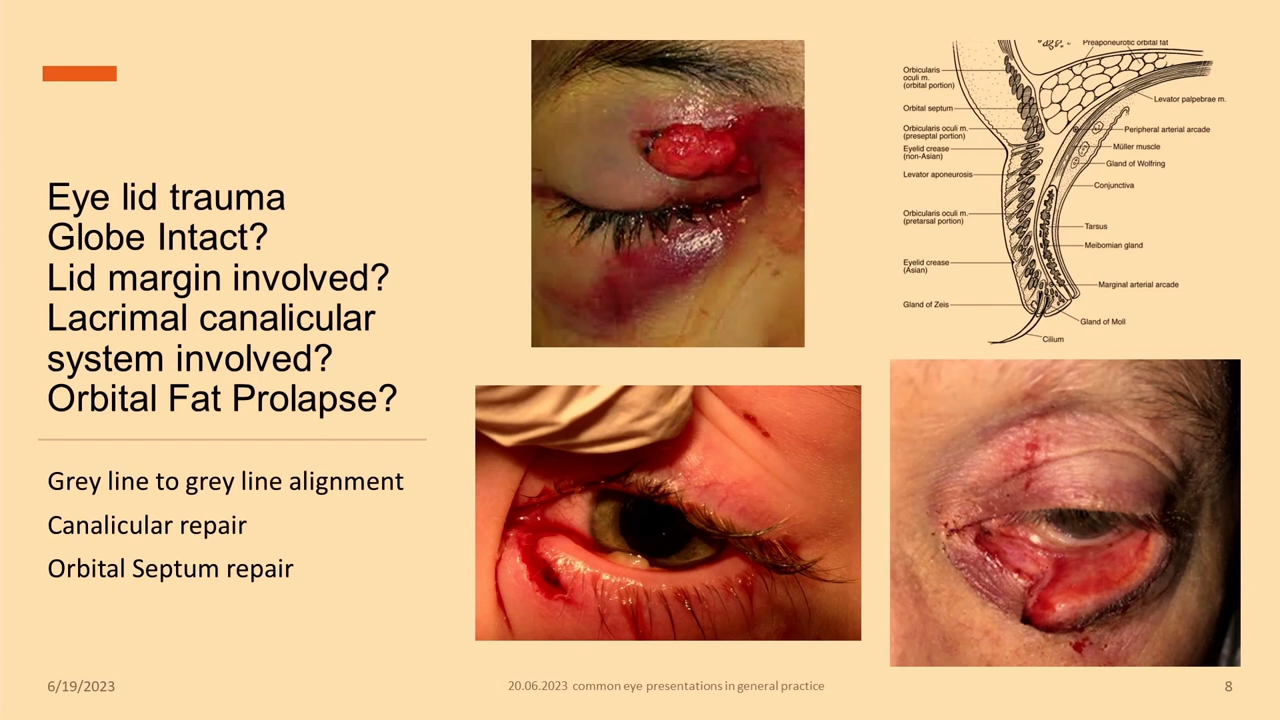 Eye lid trauma
Globe Intact?
Lid margin involved?
Lacrimal canalicular
system involved?
Orbital Fat Prolapse?
Grey line to grey line alignment
Canalicular repair
Orbital Septum repair
Preaponeurotic orbital fat
Orbicularis
oculi m.
(orbital portion)
Orbital septum
Orbicularis oculi m.
(preseptal portion)
Eyelid crease
(non-Asian)
Levator aponeurosis
Orbicularis oculi m.
(pretarsal portion)
Eyelid crease
(Asian)
Gland of Zeis
Levator palpebrae m.
Peripheral arterial arcade
Müller muscle
Gland of Wolfring
Conjunctiva
Tarsus
Meibomian gland
Marginal arterial arcade
Gland of Moll
Cilium
6/19/2023
20.06.2023 common eye presentations in general practice
8